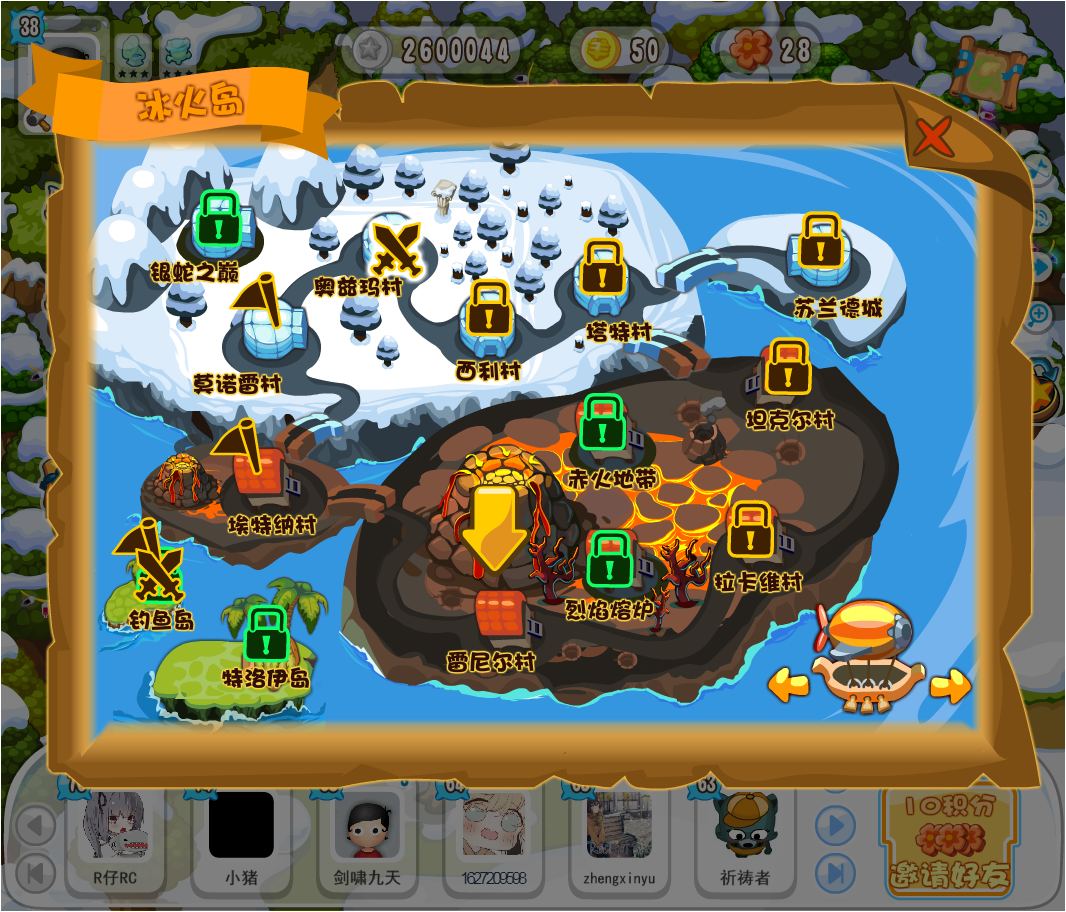 38
2600044
50
28
冰火岛
银蛇之巅
奥兹玛村
苏兰德城
塔特村
西利村
莫诺雷村
坦克尔村
赤火地带
埃特纳村
拉卡维村
烈焰熔炉
钓鱼岛
特洛伊岛
雷尼尔村
64
63
10积分
R仔RC
小猪
剑啸九天
1627209598
zhengxinyu
祈祷者
邀请好友